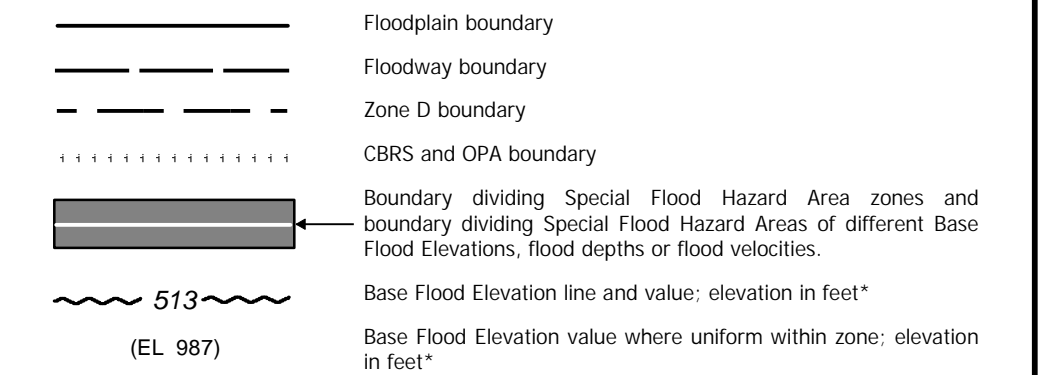 Floodplain boundary
Floodway boundary
Zone D boundary
CBRS and OPA boundary
Boundary dividing Special Flood Hazard Area zones and
boundary dividing Special Flood Hazard Areas of different Base
Flood Elevations, flood depths or flood velocities.
513
Base Flood Elevation line and value; elevation in feet*
(EL 987)
Base Flood Elevation value where uniform within zone; elevation
in feet*